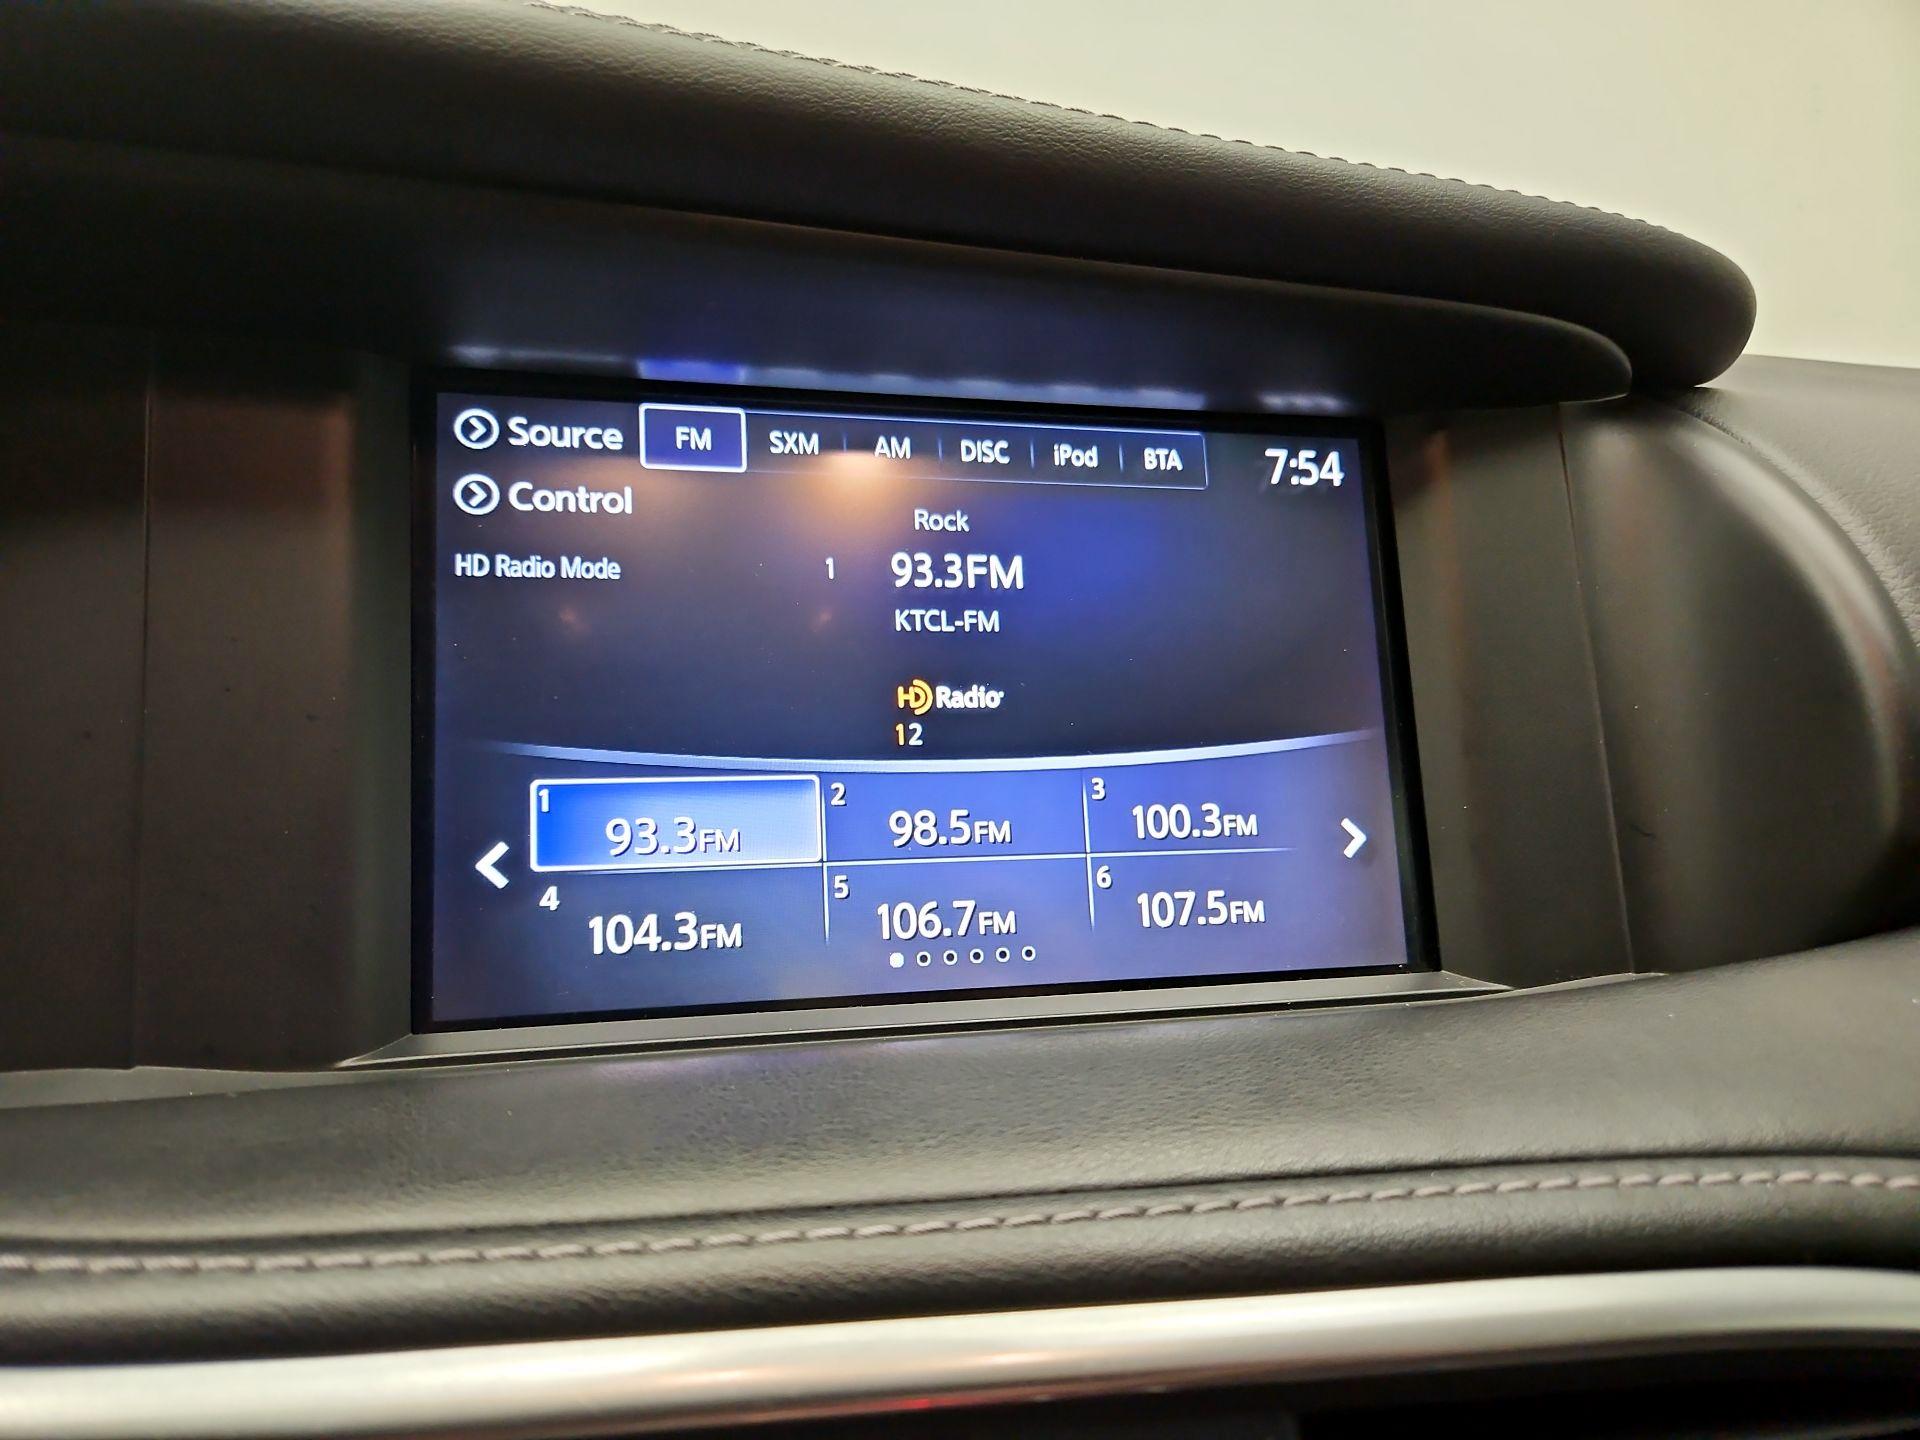 Source FM SXM AM DISC iPod BTA 7:54
Control
Rock
HD Radio Mode 1 93.3FM
KTCL-FM
HD Radio
12
1 93.3FM 2 98.5FM 3 100.3FM
4 104.3FM 5 106.7FM 6 107.5FM